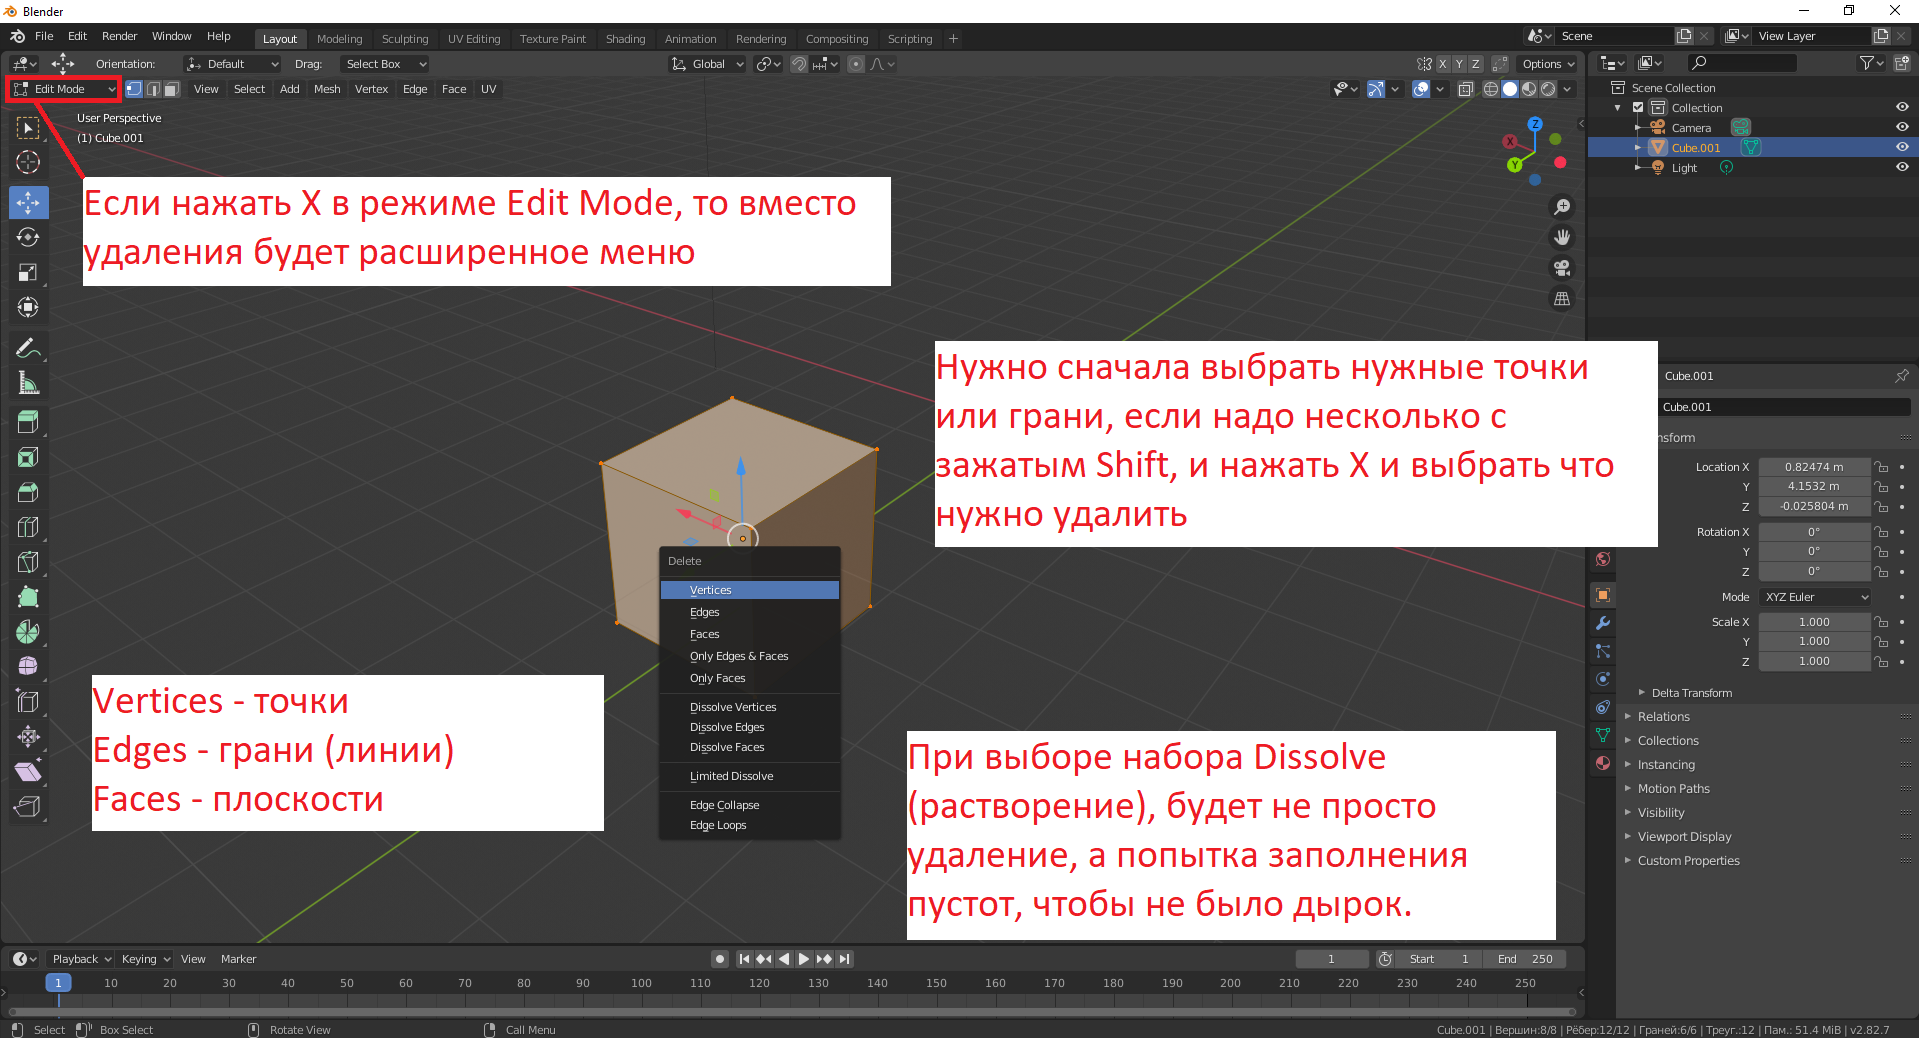 Blender
File Edit Render Window Help Layout Modeling Sculpting UV Editing Texture Paint Shading Animation Rendering Compositing Scripting + Scene View Layer
Orientation: Default Drag: Select Box Global X Y Z Options
Edit Mode View Select Add Mesh Vertex Edge Face UV
User Perspective
(1) Cube.001
Z
X
Y
Scene Collection
Collection
Camera
Cube.001
Light
Если нажать X в режиме Edit Mode, то вместо
удаления будет расширенное меню
Нужно сначала выбрать нужные точки
или грани, если надо несколько с
зажатым Shift, и нажать X и выбрать что
нужно удалить
Delete
Vertices
Edges
Faces
Only Edges & Faces
Only Faces
Dissolve Vertices
Dissolve Edges
Dissolve Faces
Limited Dissolve
Edge Collapse
Edge Loops
Vertices - точки
Edges - грани (линии)
Faces - плоскости
При выборе набора Dissolve
(растворение), будет не просто
удаление, а попытка заполнения
пустот, чтобы не было дырок.
Cube.001
Cube.001
nsform
Location X 0.82474 m
Y 4.1532 m
Z -0.025804 m
Rotation X 0°
Y 0°
Z 0°
Mode XYZ Euler
Scale X 1.000
Y 1.000
Z 1.000
Delta Transform
Relations
Collections
Instancing
Motion Paths
Visibility
Viewport Display
Custom Properties
Playback Keying View Marker 1 Start 1 End 250
1 10 20 30 40 50 60 70 80 90 100 110 120 130 140 150 160 170 180 190 200 210 220 230 240 250
Select Box Select Rotate View Call Menu Cube.001 | Вершин:8/8 | Рёбер:12/12 | Граней:6/6 | Треуг.:12 | Пам.: 51.4 MiB | v2.82.7